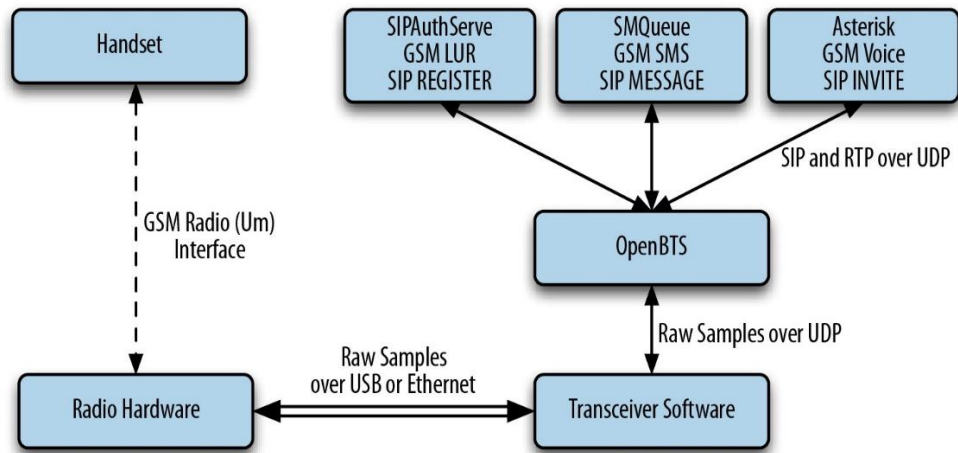 Handset
SIPAuthServe
GSM LUR
SIP REGISTER
SMQueue
GSM SMS
SIP MESSAGE
Asterisk
GSM Voice
SIP INVITE
SIP and RTP over UDP
GSM Radio (Um)
Interface
OpenBTS
Raw Samples over UDP
Raw Samples
over USB or Ethernet
Radio Hardware
Transceiver Software